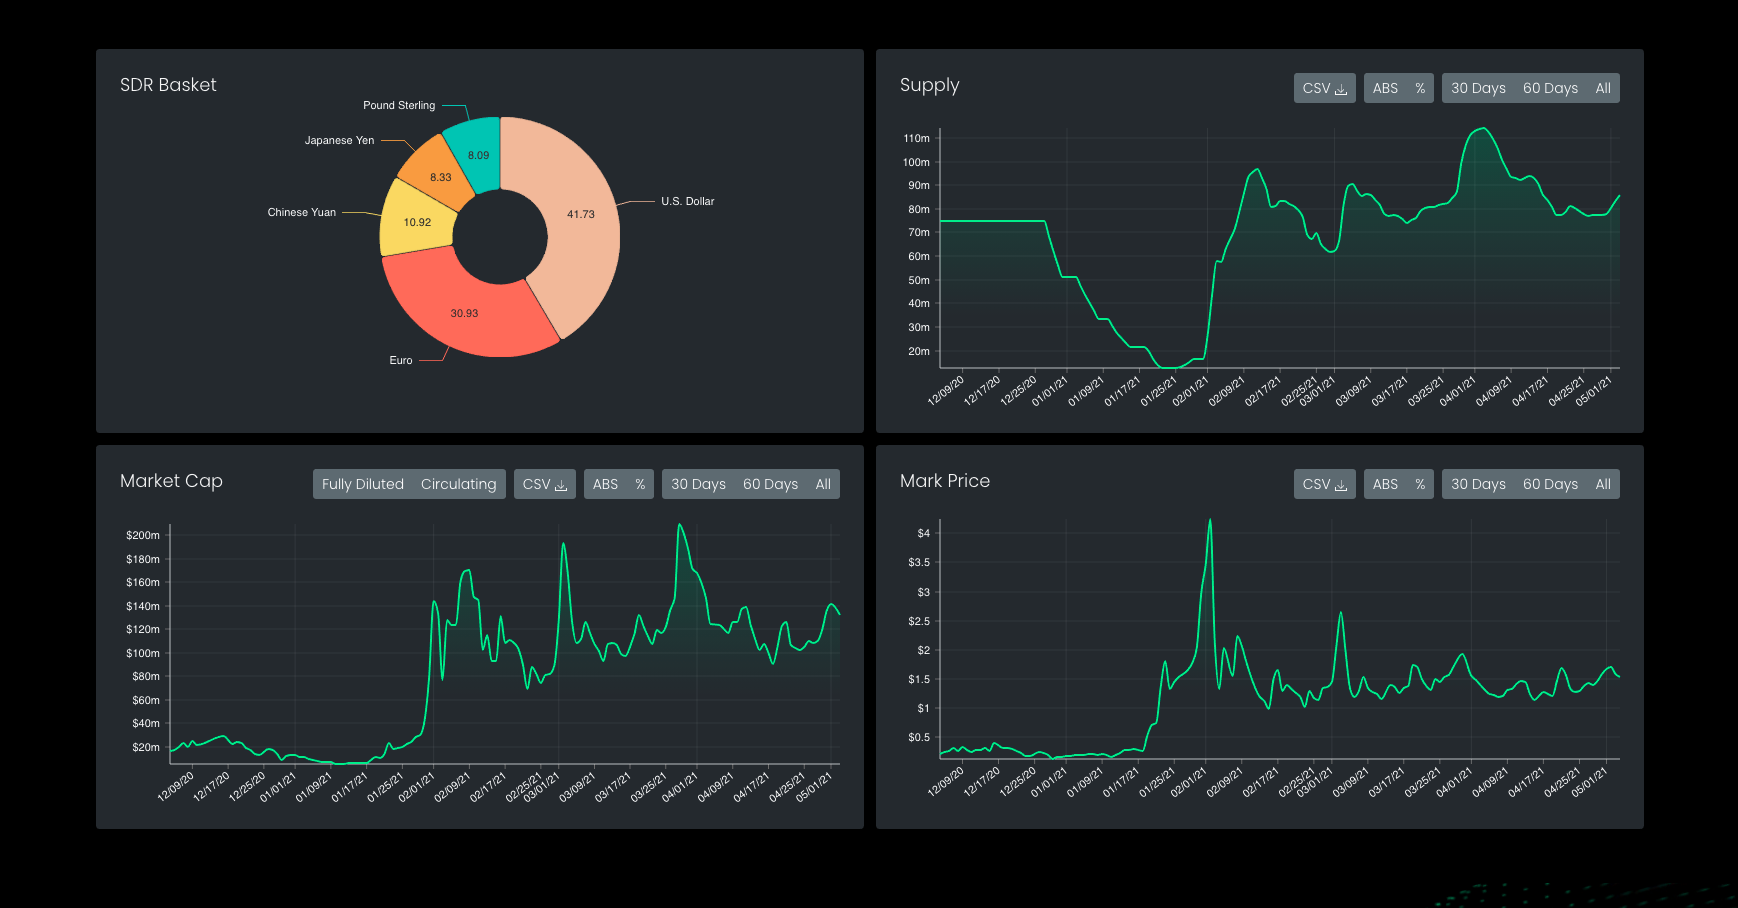 SDR Basket
Pound Sterling
Japanese Yen
Chinese Yuan
U.S. Dollar
Euro
8.09
8.33
10.92
41.73
30.93
Supply
CSV
ABS %
30 Days 60 Days All
110m
100m
90m
80m
70m
60m
50m
40m
30m
20m
12/09/20 12/17/20 12/25/20 01/01/21 01/09/21 01/17/21 01/25/21 02/01/21 02/09/21 02/17/21 02/25/21 03/01/21 03/09/21 03/17/21 03/25/21 04/01/21 04/09/21 04/17/21 04/25/21 05/01/21
Market Cap
Fully Diluted Circulating
CSV
ABS %
30 Days 60 Days All
$200m
$180m
$160m
$140m
$120m
$100m
$80m
$60m
$40m
$20m
12/09/20 12/17/20 12/25/20 01/01/21 01/09/21 01/17/21 01/25/21 02/01/21 02/09/21 02/17/21 02/25/21 03/01/21 03/09/21 03/17/21 03/25/21 04/01/21 04/09/21 04/17/21 04/25/21 05/01/21
Mark Price
CSV
ABS %
30 Days 60 Days All
$4
$3.5
$3
$2.5
$2
$1.5
$1
$0.5
12/09/20 12/17/20 12/25/20 01/01/21 01/09/21 01/17/21 01/25/21 02/01/21 02/09/21 02/17/21 02/25/21 03/01/21 03/09/21 03/17/21 03/25/21 04/01/21 04/09/21 04/17/21 04/25/21 05/01/21